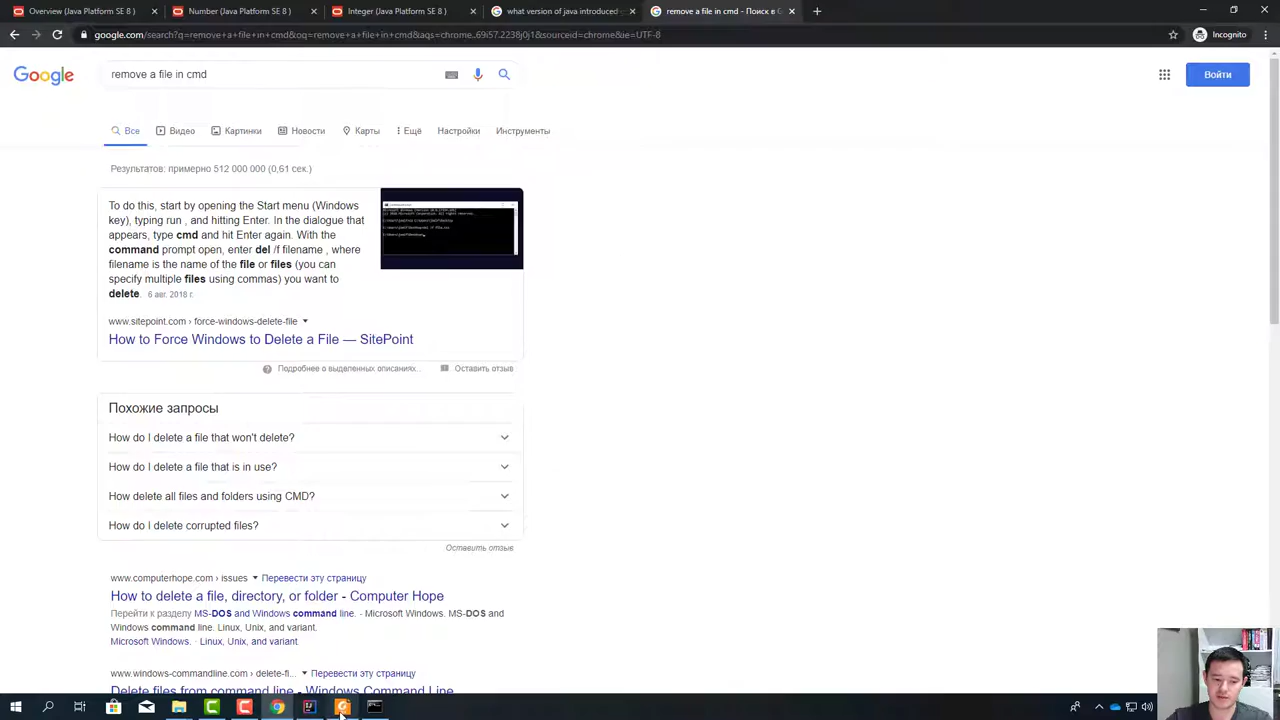 Overview (Java Platform SE 8 )
Number (Java Platform SE 8 )
Integer (Java Platform SE 8 )
what version of java introduced
remove a file in cmd - Поиск в G
google.com/search?q=remove+a+file+in+cmd&oq=remove+a+file+in+cmd&aqs=chrome..69i57.2238j0j1&sourceid=chrome&ie=UTF-8
Incognito
Google
remove a file in cmd
Войти
Все
Видео
Картинки
Новости
Карты
Ещё
Настройки
Инструменты
Результатов: примерно 512 000 000 (0,61 сек.)
To do this, start by opening the Start menu (Windows
key), typing run, and hitting Enter. In the dialogue that
appears, type cmd and hit Enter again. With the
command prompt open, enter del /f filename , where
filename is the name of the file or files (you can
specify multiple files using commas) you want to
delete. 6 авг. 2018 г.
www.sitepoint.com › force-windows-delete-file
How to Force Windows to Delete a File — SitePoint
Подробнее о выделенных описаниях...
Оставить отзыв
Похожие запросы
How do I delete a file that won't delete?
How do I delete a file that is in use?
How delete all files and folders using CMD?
How do I delete corrupted files?
Оставить отзыв
www.computerhope.com › issues
Перевести эту страницу
How to delete a file, directory, or folder - Computer Hope
Перейти к разделу MS-DOS and Windows command line. - Microsoft Windows. MS-DOS and
Windows command line. Linux, Unix, and variant.
Microsoft Windows. · Linux, Unix, and variant.
www.windows-commandline.com › delete-fi...
Перевести эту страницу
Delete files from command line - Windows Command Line